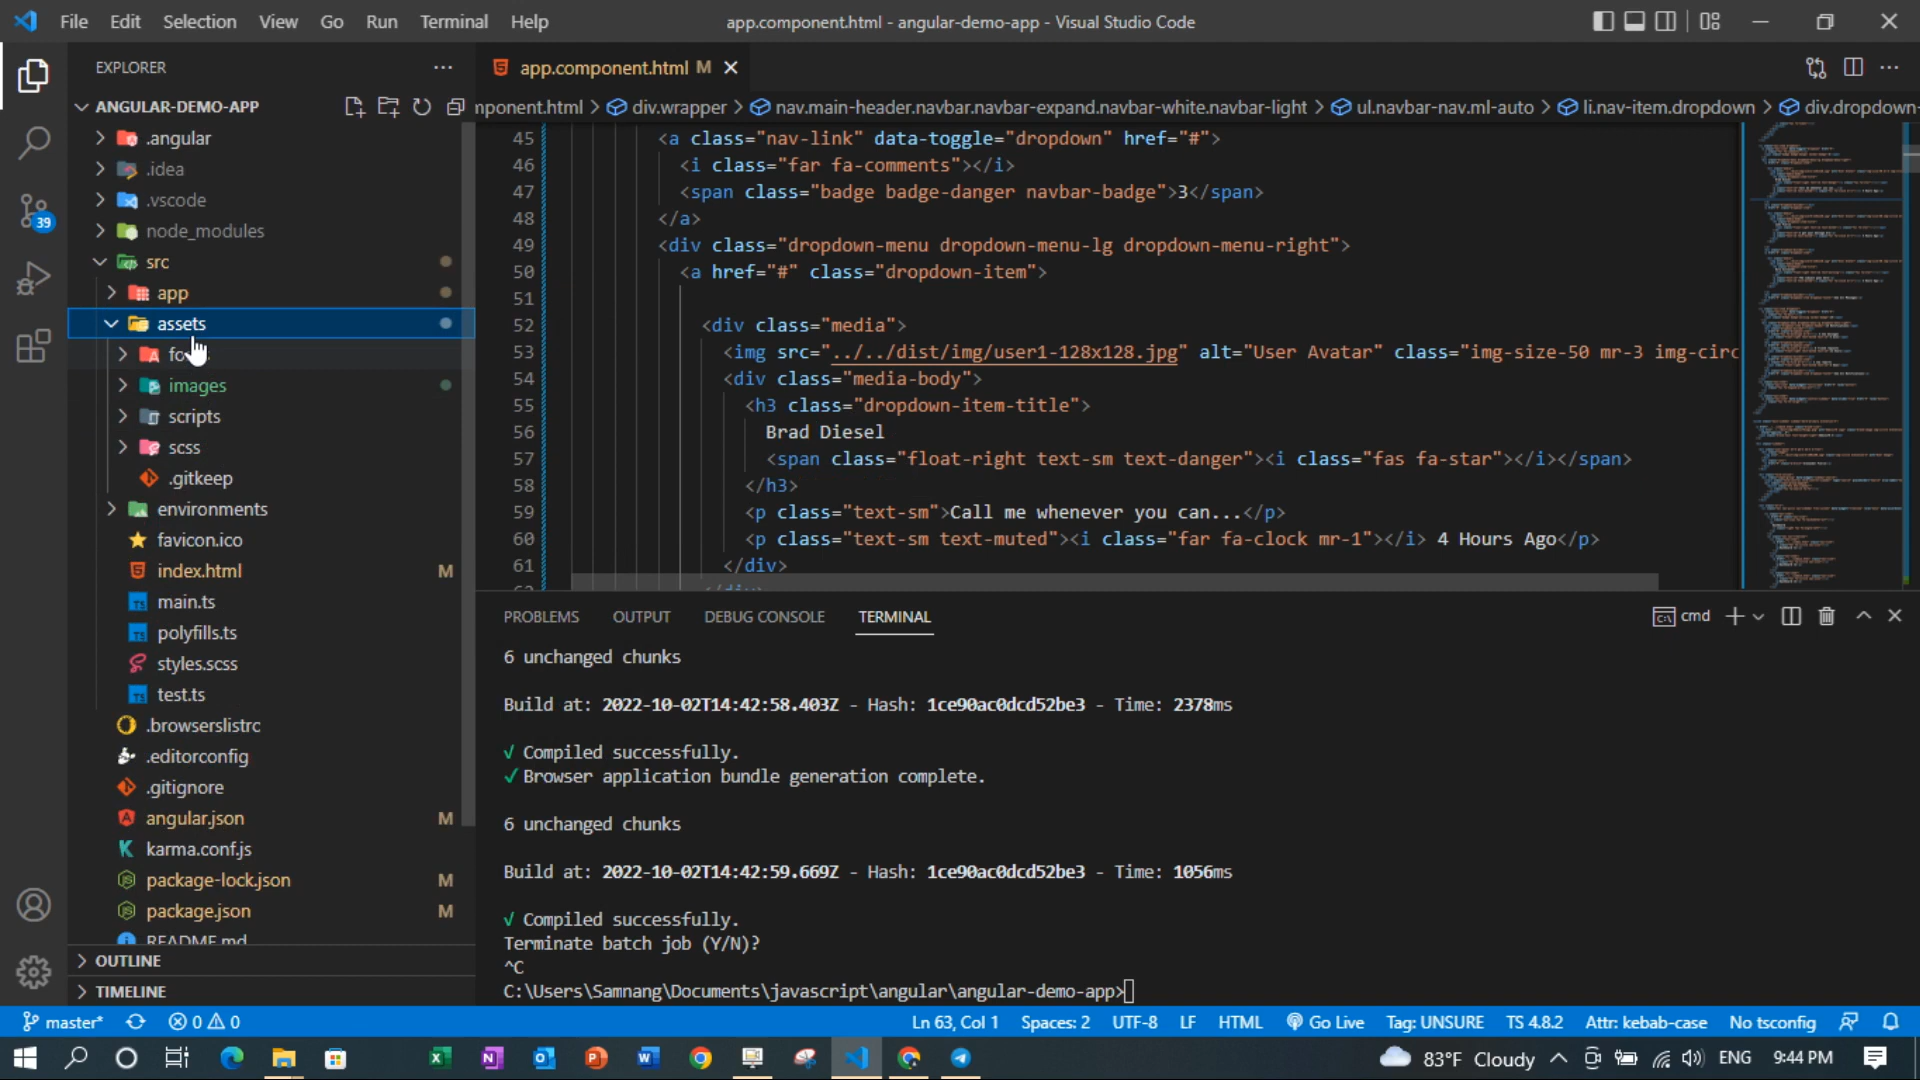 File Edit Selection View Go Run Terminal Help
app.component.html - angular-demo-app - Visual Studio Code
EXPLORER
ANGULAR-DEMO-APP
.angular
.idea
.vscode
node_modules
src
app
assets
images
scripts
scss
.gitkeep
environments
favicon.ico
index.html M
main.ts
polyfills.ts
styles.scss
test.ts
.browserslistrc
.editorconfig
.gitignore
angular.json M
karma.conf.js
package-lock.json M
package.json M
README.md
OUTLINE
TIMELINE
39
app.component.html M
mponent.html > div.wrapper > nav.main-header.navbar.navbar-expand.navbar-white.navbar-light > ul.navbar-nav.ml-auto > li.nav-item.dropdown > div.dropdown-
45 <a class="nav-link" data-toggle="dropdown" href="#">
46 <i class="far fa-comments"></i>
47 <span class="badge badge-danger navbar-badge">3</span>
48 </a>
49 <div class="dropdown-menu dropdown-menu-lg dropdown-menu-right">
50 <a href="#" class="dropdown-item">
51
52 <div class="media">
53 <img src="../../dist/img/user1-128x128.jpg" alt="User Avatar" class="img-size-50 mr-3 img-circ
54 <div class="media-body">
55 <h3 class="dropdown-item-title">
56 Brad Diesel
57 <span class="float-right text-sm text-danger"><i class="fas fa-star"></i></span>
58 </h3>
59 <p class="text-sm">Call me whenever you can...</p>
60 <p class="text-sm text-muted"><i class="far fa-clock mr-1"></i> 4 Hours Ago</p>
61 </div>
PROBLEMS OUTPUT DEBUG CONSOLE TERMINAL
cmd
6 unchanged chunks
Build at: 2022-10-02T14:42:58.403Z - Hash: 1ce90ac0dcd52be3 - Time: 2378ms
√ Compiled successfully.
✓ Browser application bundle generation complete.
6 unchanged chunks
Build at: 2022-10-02T14:42:59.669Z - Hash: 1ce90ac0dcd52be3 - Time: 1056ms
√ Compiled successfully.
Terminate batch job (Y/N)?
^C
C:\Users\Samnang\Documents\javascript\angular\angular-demo-app>
master* 0 0
Ln 63, Col 1 Spaces: 2 UTF-8 LF HTML Go Live Tag: UNSURE TS 4.8.2 Attr: kebab-case No tsconfig
83°F Cloudy ENG 9:44 PM